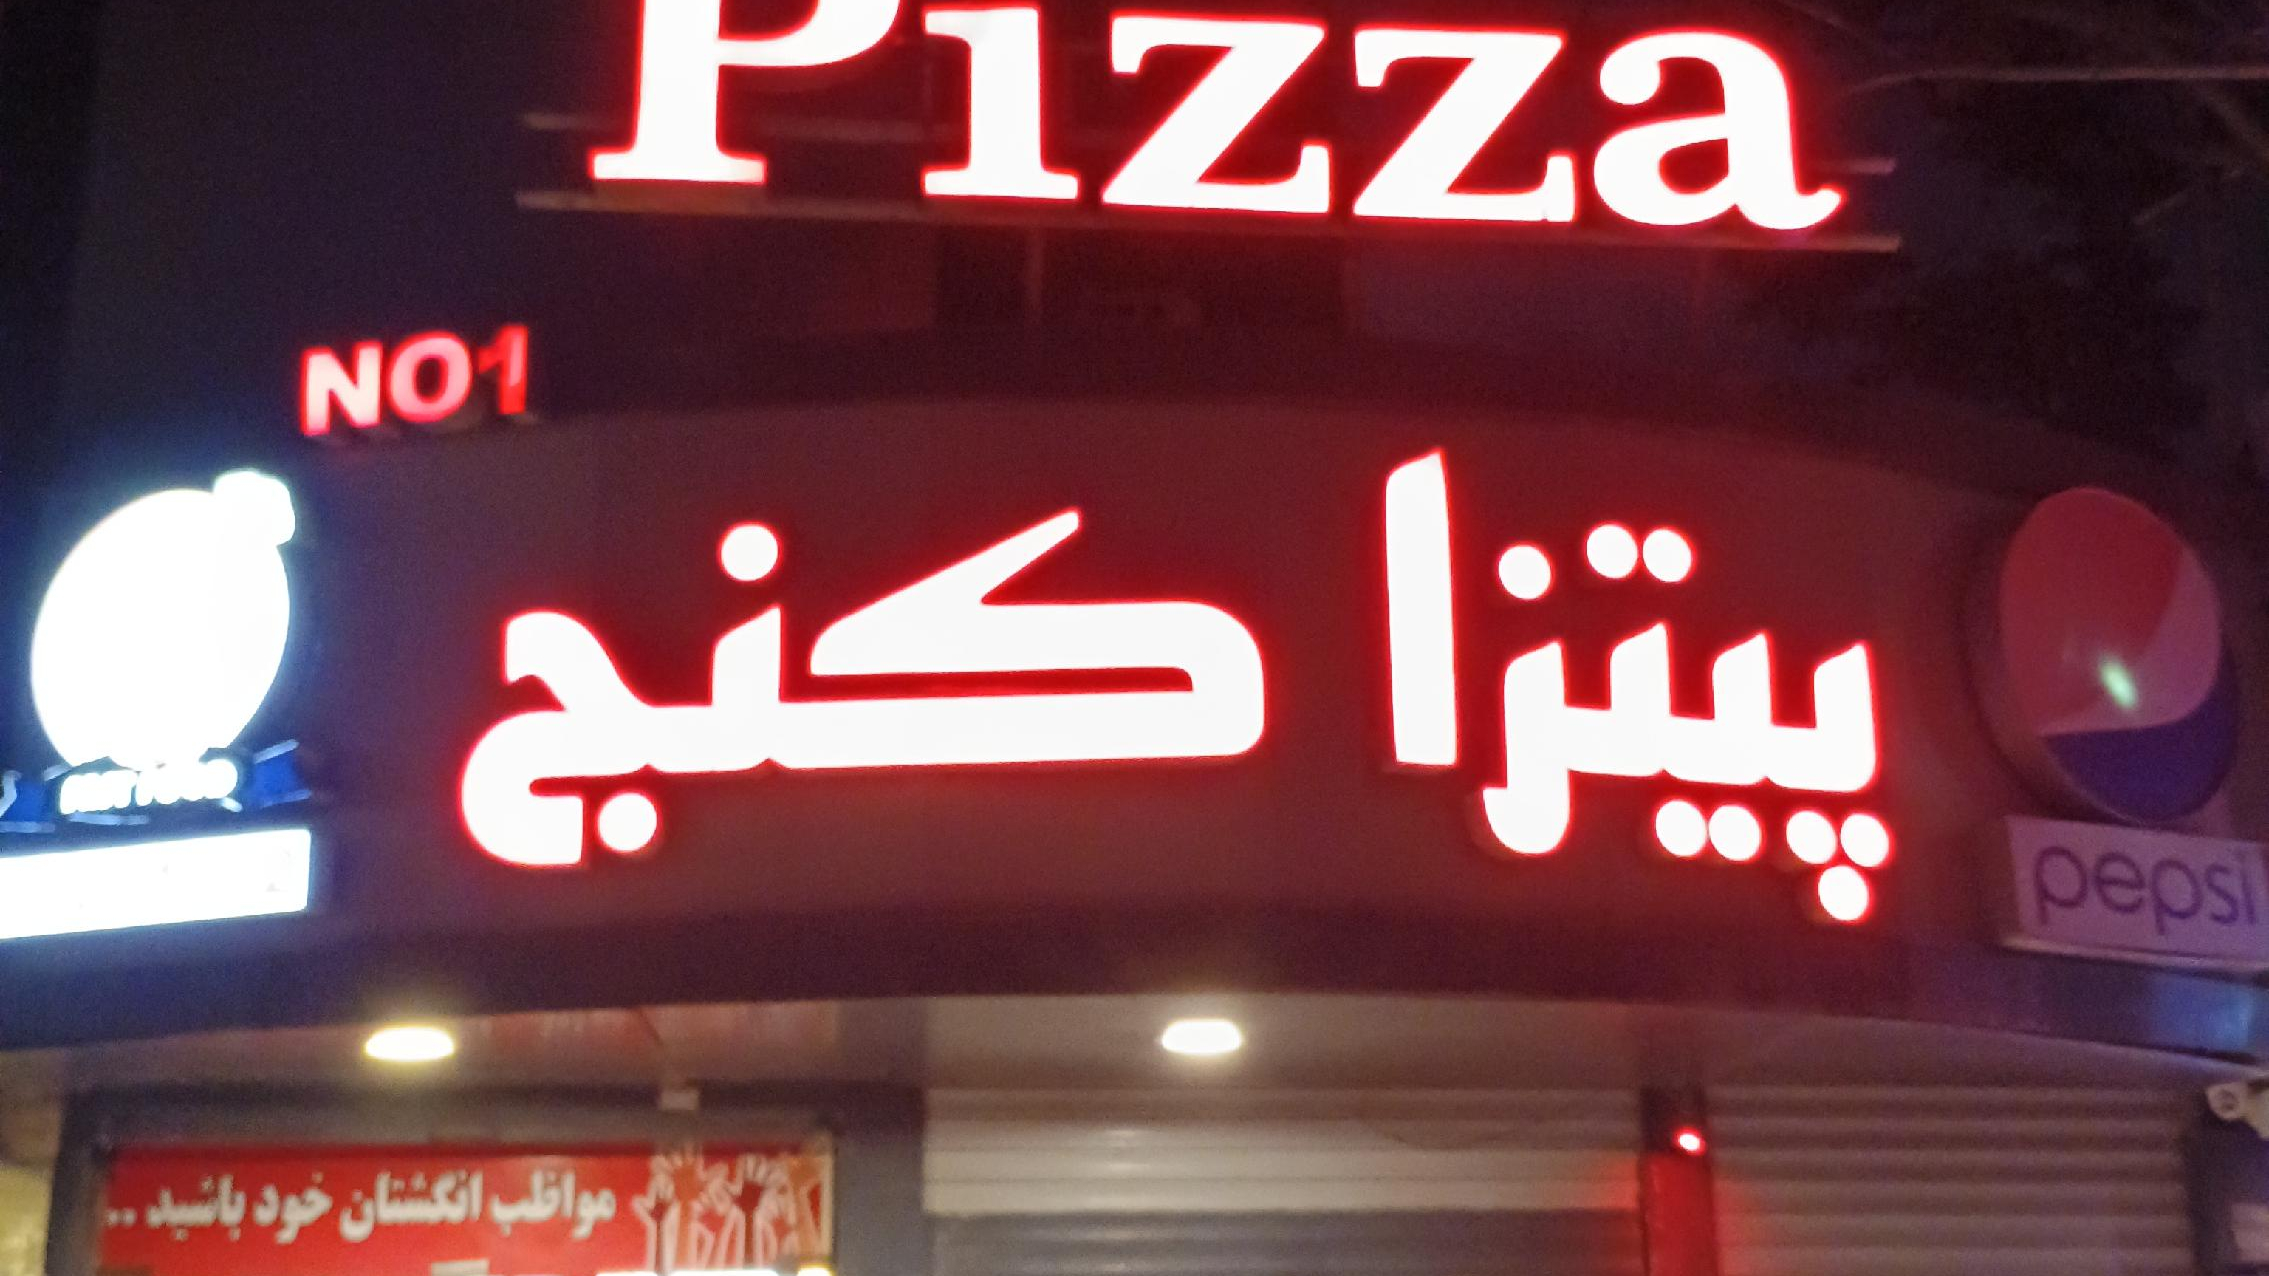 Pizza
NO1
پیتزا کنج
pepsi
مواظب انگشتان خود باشید ..